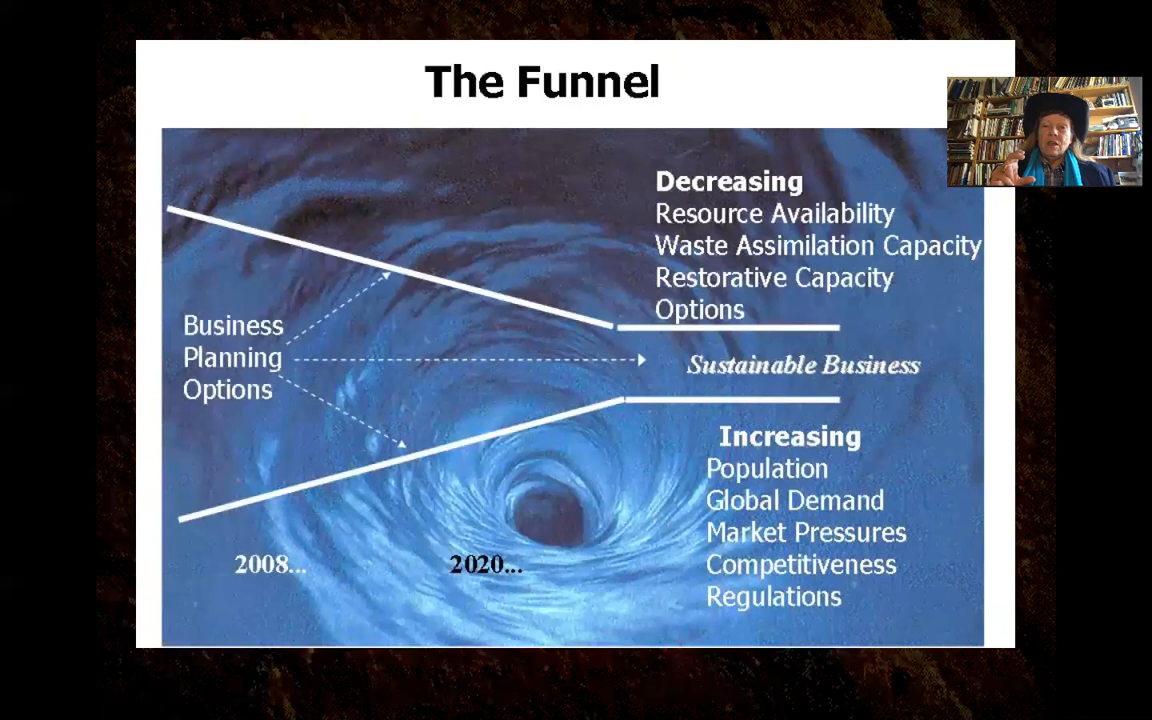 The Funnel
Decreasing
Resource Availability
Waste Assimilation Capacity
Restorative Capacity
Options
Business
Planning
Options
Sustainable Business
Increasing
Population
Global Demand
Market Pressures
Competitiveness
Regulations
2008...
2020...